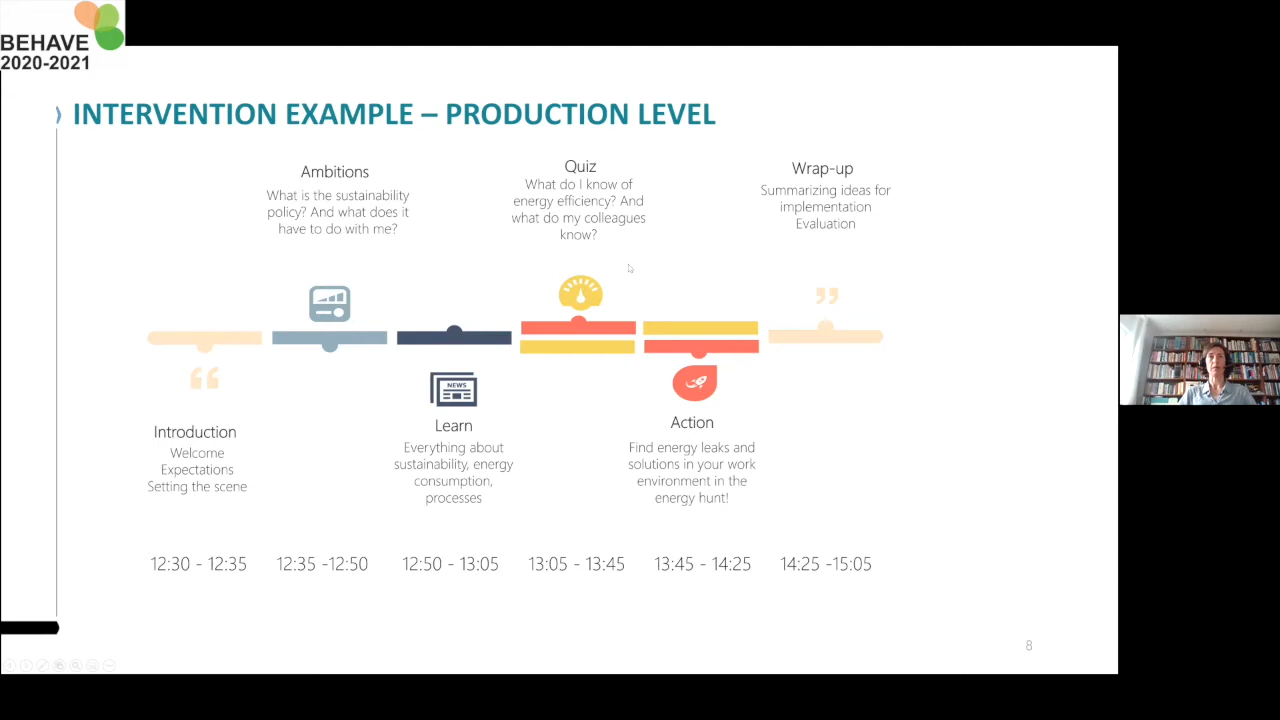 BEHAVE
2020-2021
INTERVENTION EXAMPLE – PRODUCTION LEVEL
Ambitions
What is the sustainability
policy? And what does it
have to do with me?
Quiz
What do I know of
energy efficiency? And
what do my colleagues
know?
Wrap-up
Summarizing ideas for
implementation
Evaluation
Introduction
Welcome
Expectations
Setting the scene
NEWS
Learn
Everything about
sustainability, energy
consumption,
processes
Action
Find energy leaks and
solutions in your work
environment in the
energy hunt!
12:30 - 12:35
12:35 -12:50
12:50 - 13:05
13:05 - 13:45
13:45 - 14:25
14:25 -15:05
8